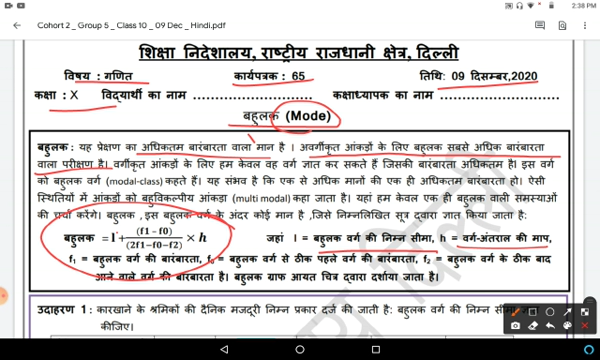 2:38 PM
Cohort 2 _ Group 5 _ Class 10 _ 09 Dec _ Hindi.pdf
शिक्षा निदेशालय, राष्ट्रीय राजधानी क्षेत्र, दिल्ली
विषय : गणित कार्यपत्रक : 65 तिथि: 09 दिसम्बर,2020
कक्षा : X विद्यार्थी का नाम ........................ कक्षाध्यापक का नाम ........................
बहुलक (Mode)
बहुलक : यह प्रेक्षण का अधिकतम बारंबारता वाला मान है । अवर्गीकृत आंकड़ों के लिए बहुलक सबसे अधिक बारंबारता
वाला परीक्षण है। वर्गीकृत आंकड़ों के लिए हम केवल वह वर्ग ज्ञात कर सकते हैं जिसकी बारंबारता अधिकतम है। इस वर्ग
को बहुलक वर्ग (modal-class) कहते हैं। यह संभव है कि एक से अधिक मानों की एक ही अधिकतम बारंबारता हो। ऐसी
स्थितियों में आंकड़ों को बहुविकल्पीय आंकड़ा (multi modal) कहा जाता है। यहां हम केवल एक ही बहुलक वाली समस्याओं
की चर्चा करेंगे। बहुलक , इस बहुलक वर्ग के अंदर कोई मान है ,जिसे निम्नलिखित सूत्र द्वारा ज्ञात किया जाता है:
बहुलक = l + (f1 – f0) / (2f1–f0–f2) × h जहां l = बहुलक वर्ग की निम्न सीमा, h = वर्ग-अंतराल की माप,
f₁ = बहुलक वर्ग की बारंबारता, f₀ = बहुलक वर्ग से ठीक पहले वर्ग की बारंबारता, f₂ = बहुलक वर्ग के ठीक बाद
आने वाले वर्ग की बारंबारता है। बहुलक ग्राफ आयत चित्र द्वारा दर्शाया जाता है।
उदाहरण 1 : कारखाने के श्रमिकों की दैनिक मजदूरी निम्न प्रकार दर्ज की जाती है: बहुलक वर्ग की निम्न सीमा ज्ञात
कीजिए।